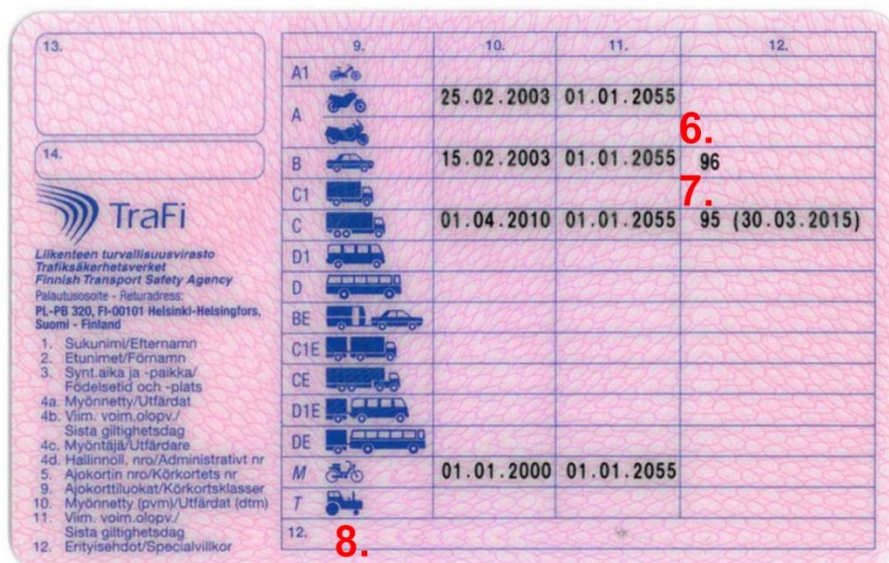 13.
14.
TraFi
Liikenteen turvallisuusvirasto
Trafiksäkerhetsverket
Finnish Transport Safety Agency
Palautusosoite - Returadress:
PL-PB 320, FI-00101 Helsinki-Helsingfors,
Suomi - Finland
1. Sukunimi/Efternamn
2. Etunimet/Förnamn
3. Synt.aika ja -paikka/
Födelsetid och -plats
4a. Myönnetty/Utfärdat
4b. Viim. voim.olopv./
Sista giltighetsdag
4c. Myöntäjä/Utfärdare
4d. Hallinnoll. nro/Administrativt nr
5. Ajokortin nro/Körkortets nr
9. Ajokorttiluokat/Körkortsklasser
10. Myönnetty (pvm)/Utfärdat (dtm)
11. Viim. voim.olopv./
Sista giltighetsdag
12. Erityisehdot/Specialvillkor
9. 10. 11. 12.
A1
A 25.02.2003 01.01.2055
6.
B 15.02.2003 01.01.2055 96
7.
C1
C 01.04.2010 01.01.2055 95 (30.03.2015)
D1
D
BE
C1E
CE
D1E
DE
M 01.01.2000 01.01.2055
T
12.
8.